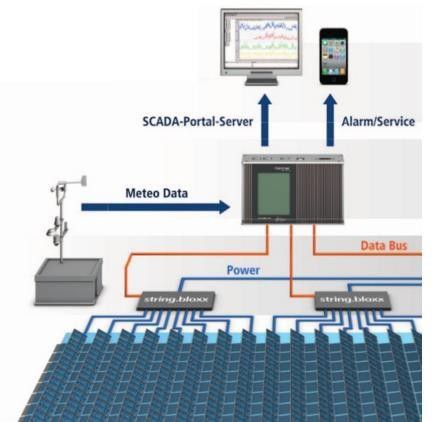 SCADA-Portal-Server
Alarm/Service
Meteo Data
Data Bus
Power
string.bloxx
string.bloxx